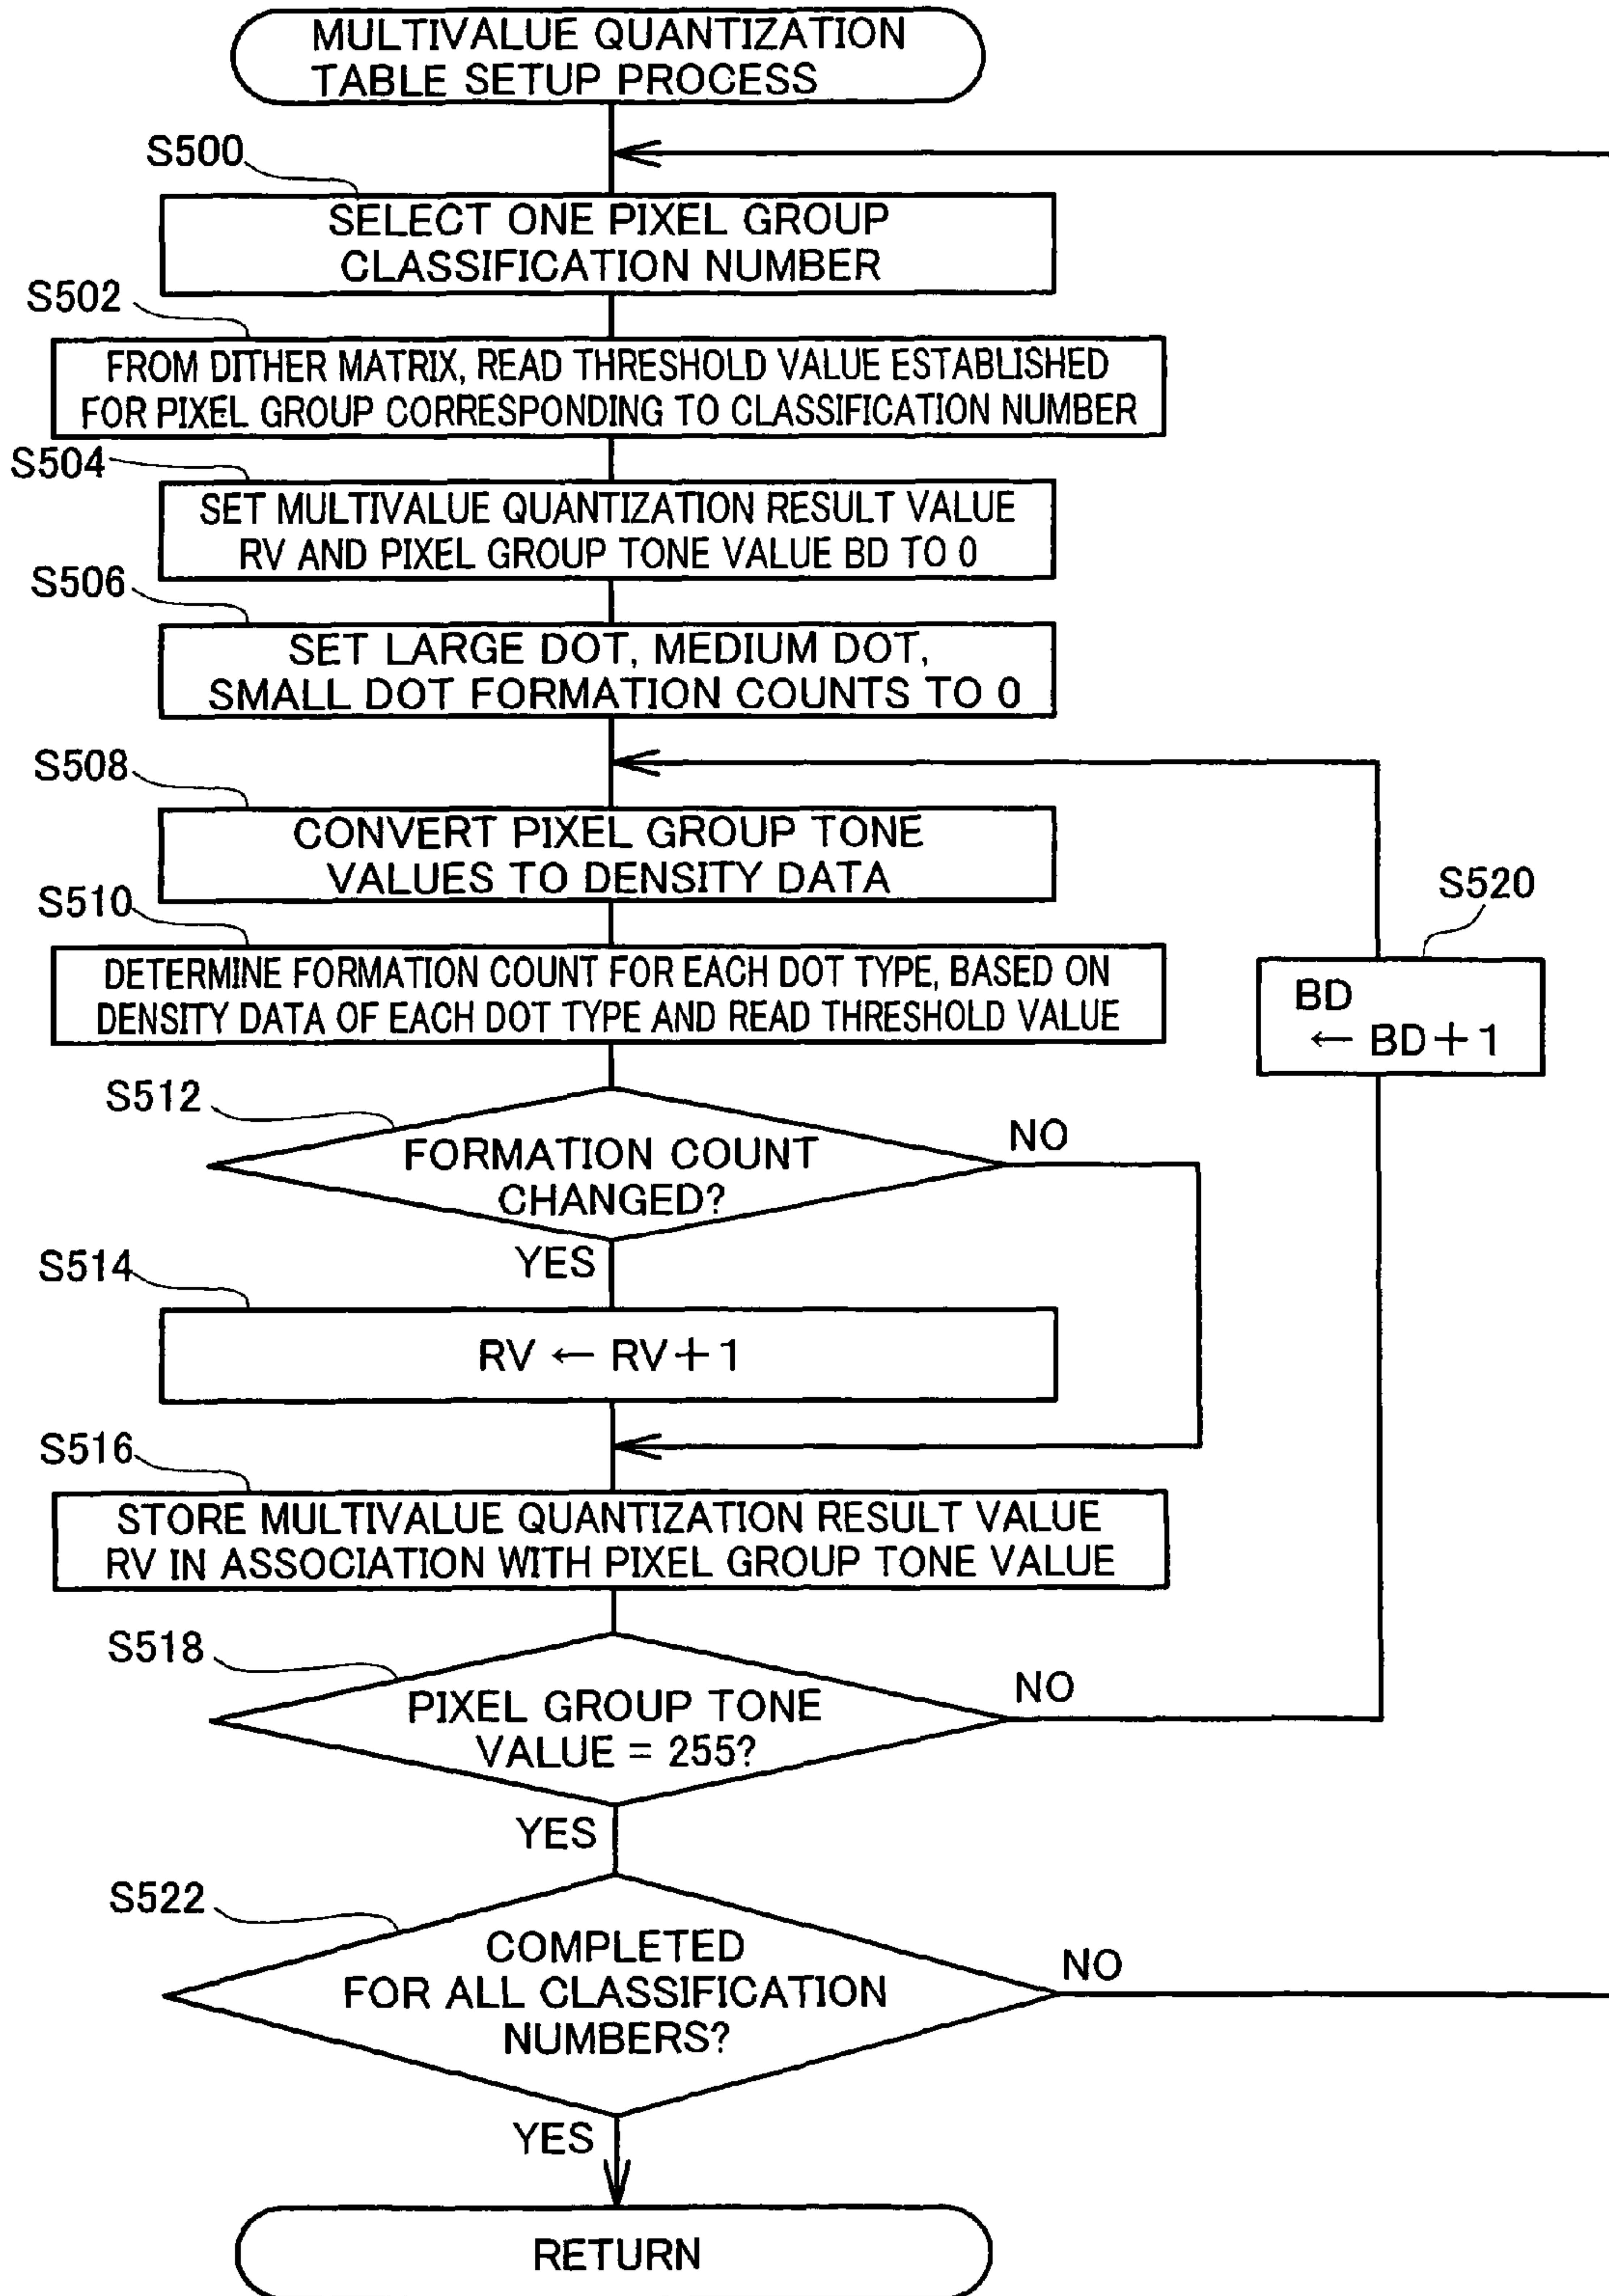 MULTIVALUE QUANTIZATION
TABLE SETUP PROCESS
S500
SELECT ONE PIXEL GROUP
CLASSIFICATION NUMBER
S502
FROM DITHER MATRIX, READ THRESHOLD VALUE ESTABLISHED
FOR PIXEL GROUP CORRESPONDING TO CLASSIFICATION NUMBER
S504
SET MULTIVALUE QUANTIZATION RESULT VALUE
RV AND PIXEL GROUP TONE VALUE BD TO 0
S506
SET LARGE DOT, MEDIUM DOT,
SMALL DOT FORMATION COUNTS TO 0
S508
CONVERT PIXEL GROUP TONE
VALUES TO DENSITY DATA
S510
DETERMINE FORMATION COUNT FOR EACH DOT TYPE, BASED ON
DENSITY DATA OF EACH DOT TYPE AND READ THRESHOLD VALUE
S520
BD
← BD+1
S512
FORMATION COUNT
CHANGED?
NO
YES
S514
RV ← RV+1
S516
STORE MULTIVALUE QUANTIZATION RESULT VALUE
RV IN ASSOCIATION WITH PIXEL GROUP TONE VALUE
S518
PIXEL GROUP TONE
VALUE = 255?
NO
YES
S522
COMPLETED
FOR ALL CLASSIFICATION
NUMBERS?
NO
YES
RETURN